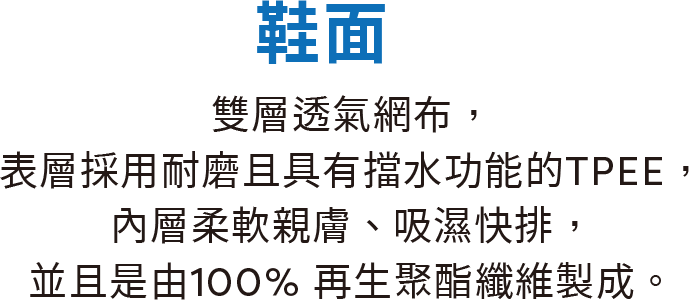 鞋面
雙層透氣網布，
表層採用耐磨且具有擋水功能的TPEE，
內層柔軟親膚、吸濕快排，
並且是由100% 再生聚酯纖維製成。